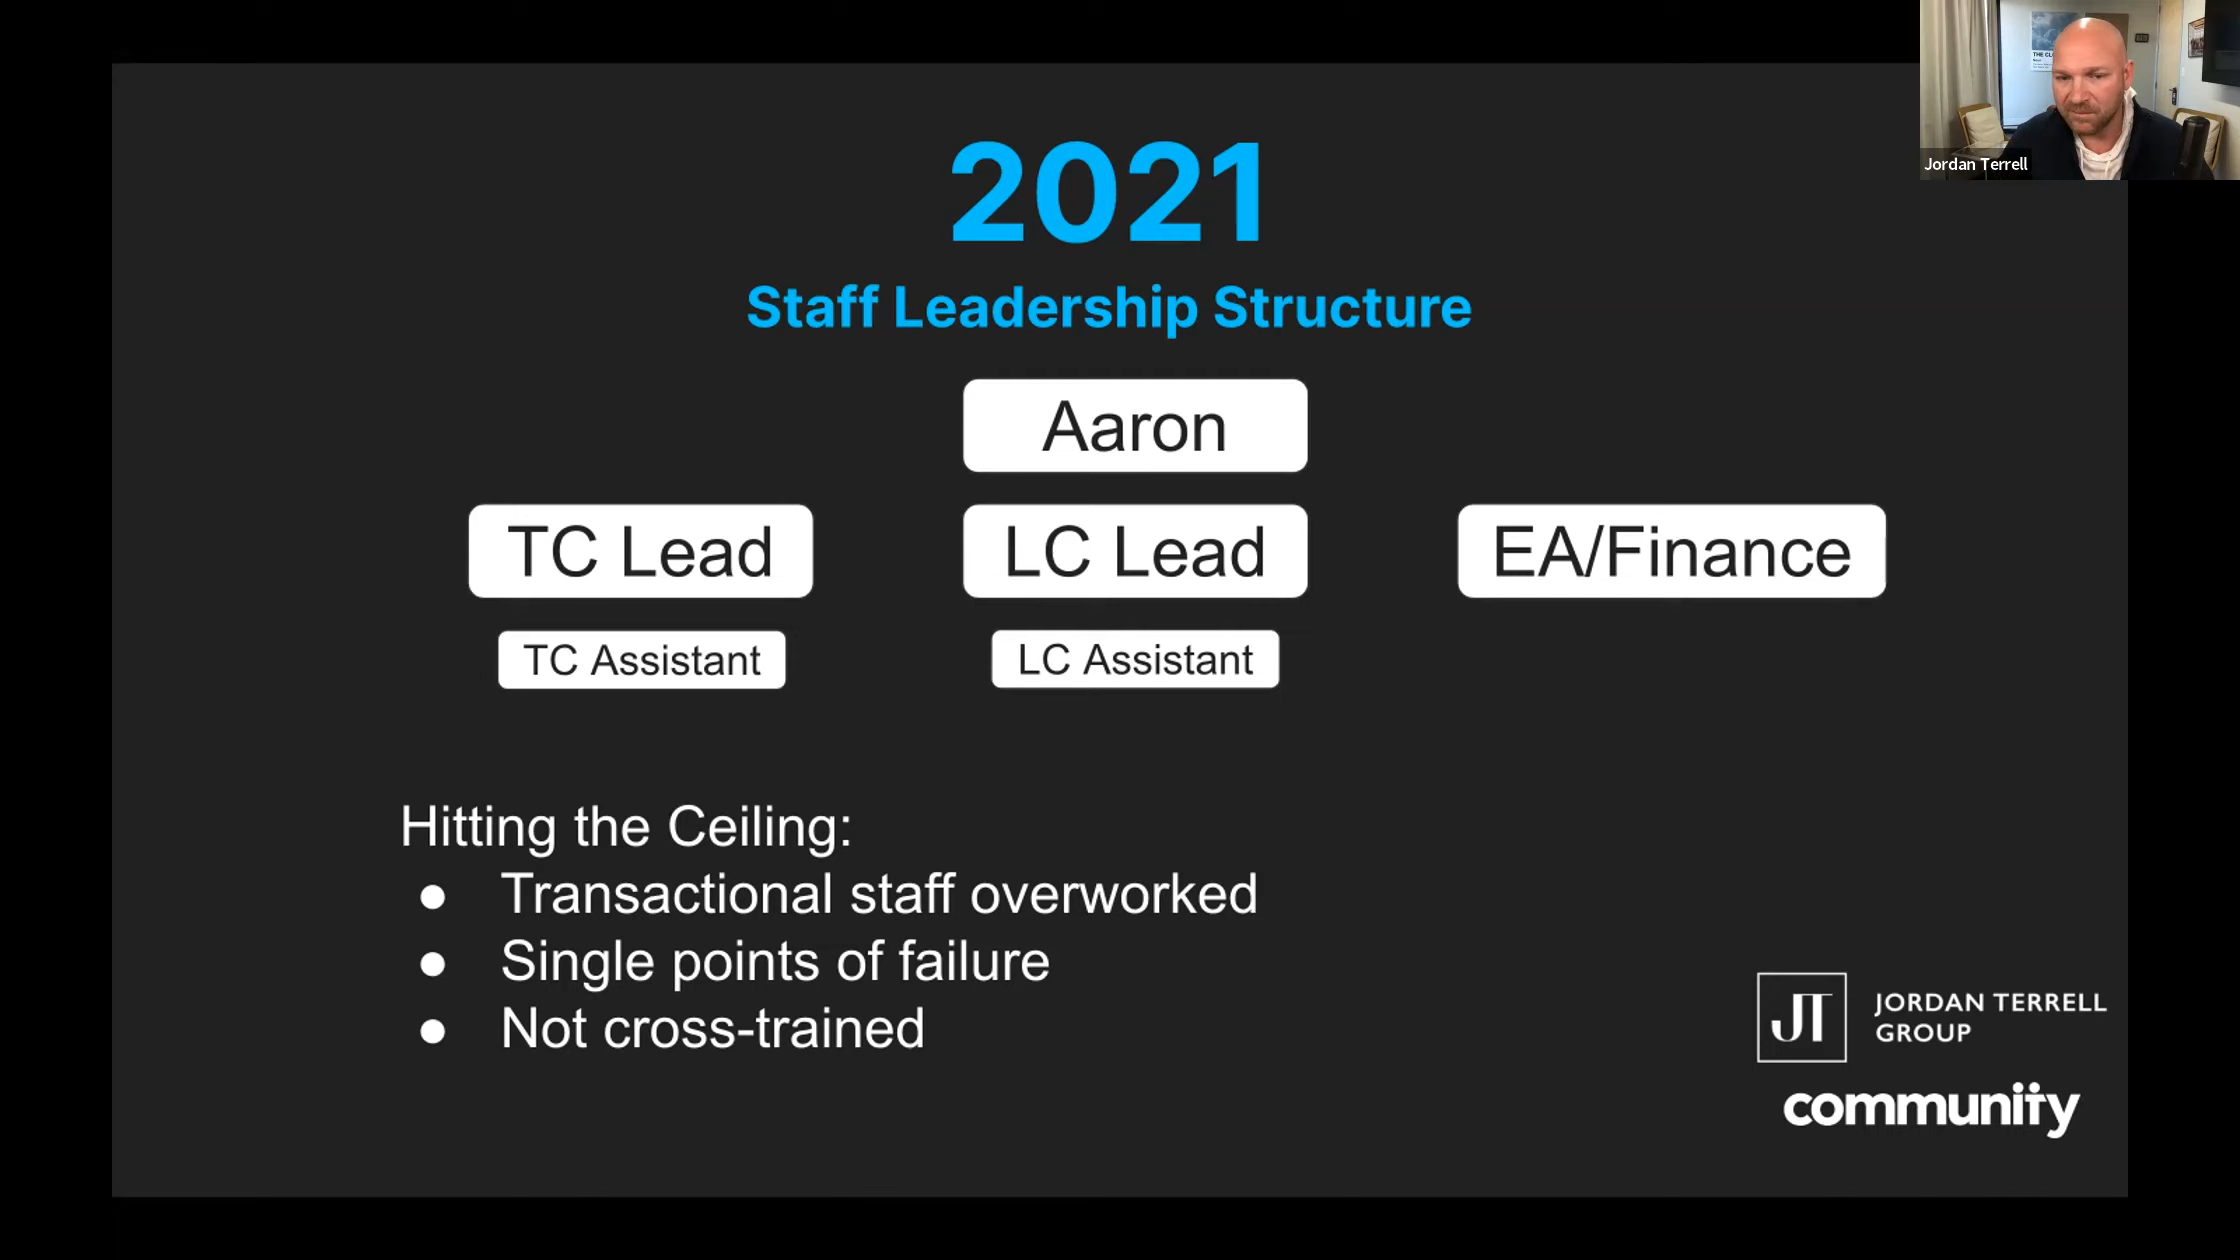 2021
Staff Leadership Structure
Aaron
TC Lead
LC Lead
EA/Finance
TC Assistant
LC Assistant
Hitting the Ceiling:
● Transactional staff overworked
● Single points of failure
● Not cross-trained
JT
JORDAN TERRELL
GROUP
community
Jordan Terrell